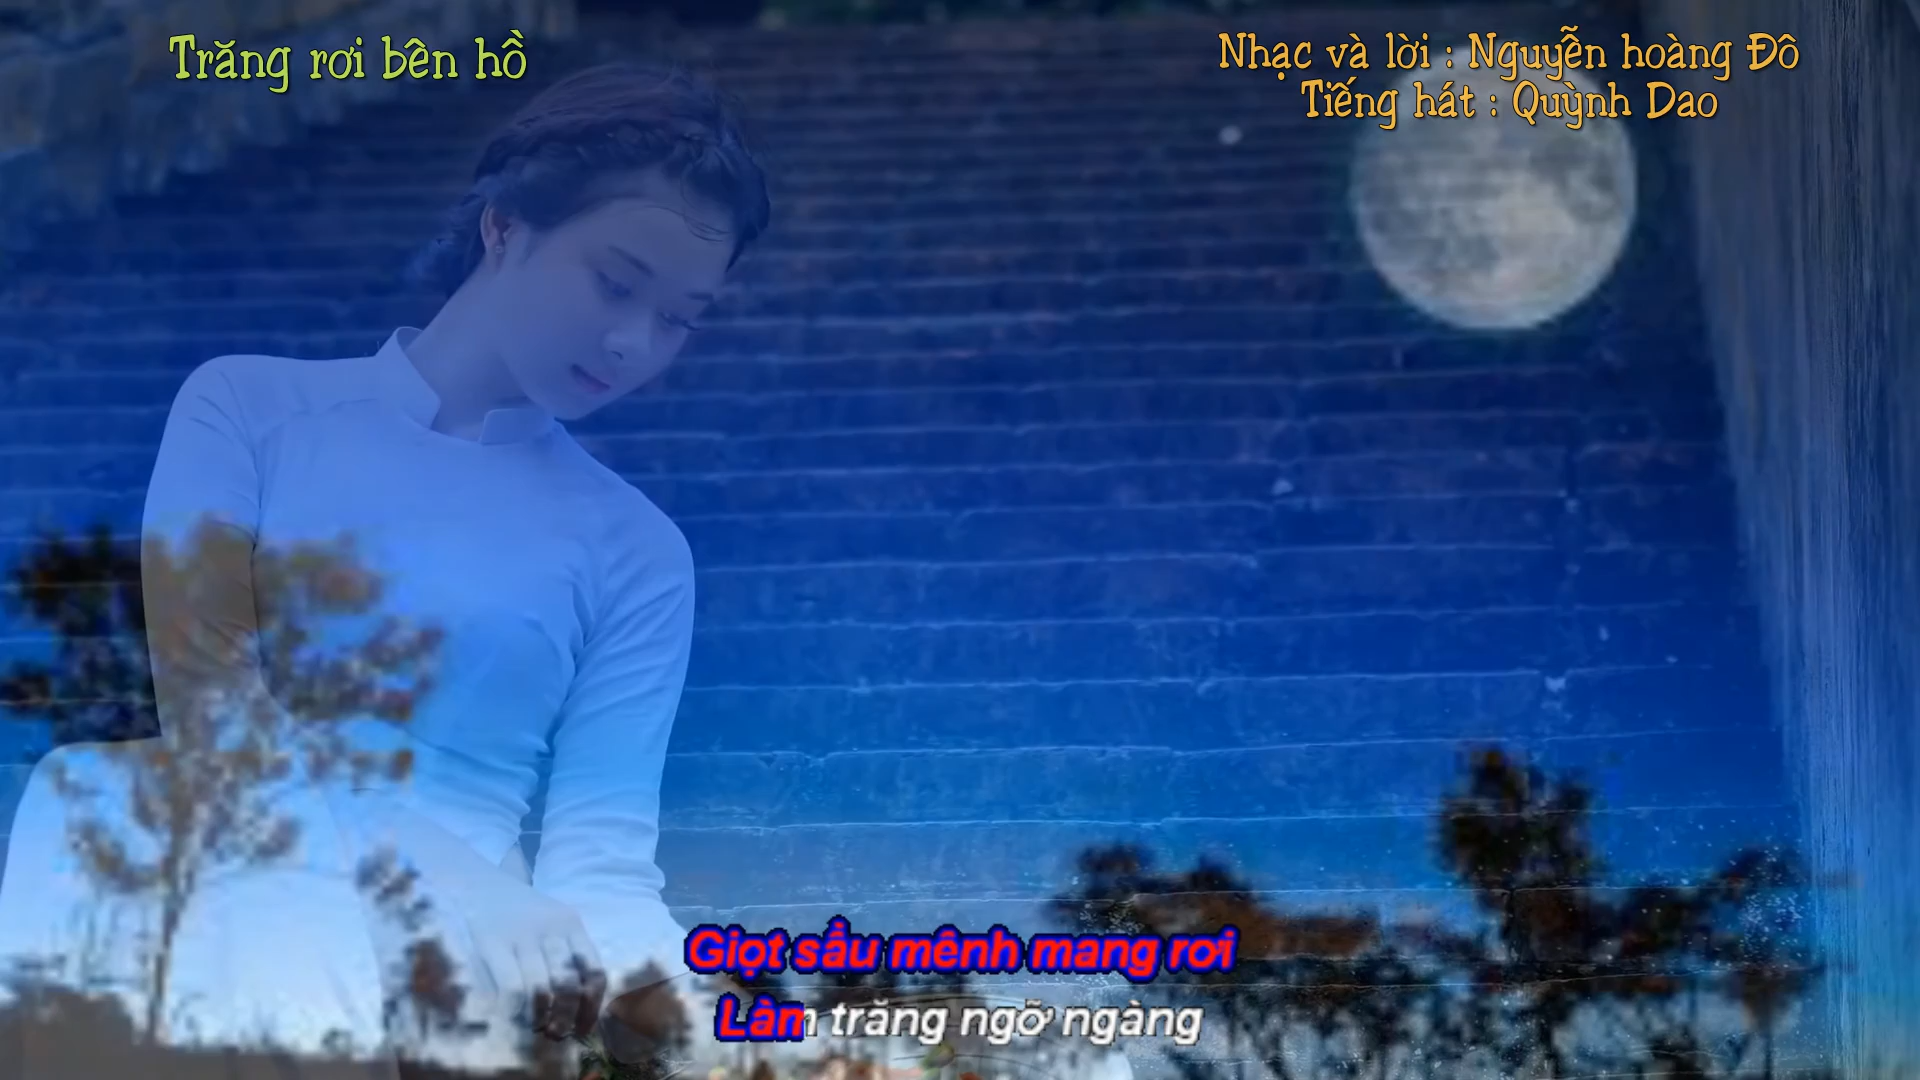 Trăng rơi bên hồ
Nhạc và lời : Nguyễn hoàng Đô
Tiếng hát : Quỳnh Dao
Giọt sầu mênh mang rơi
Làm trăng ngỡ ngàng